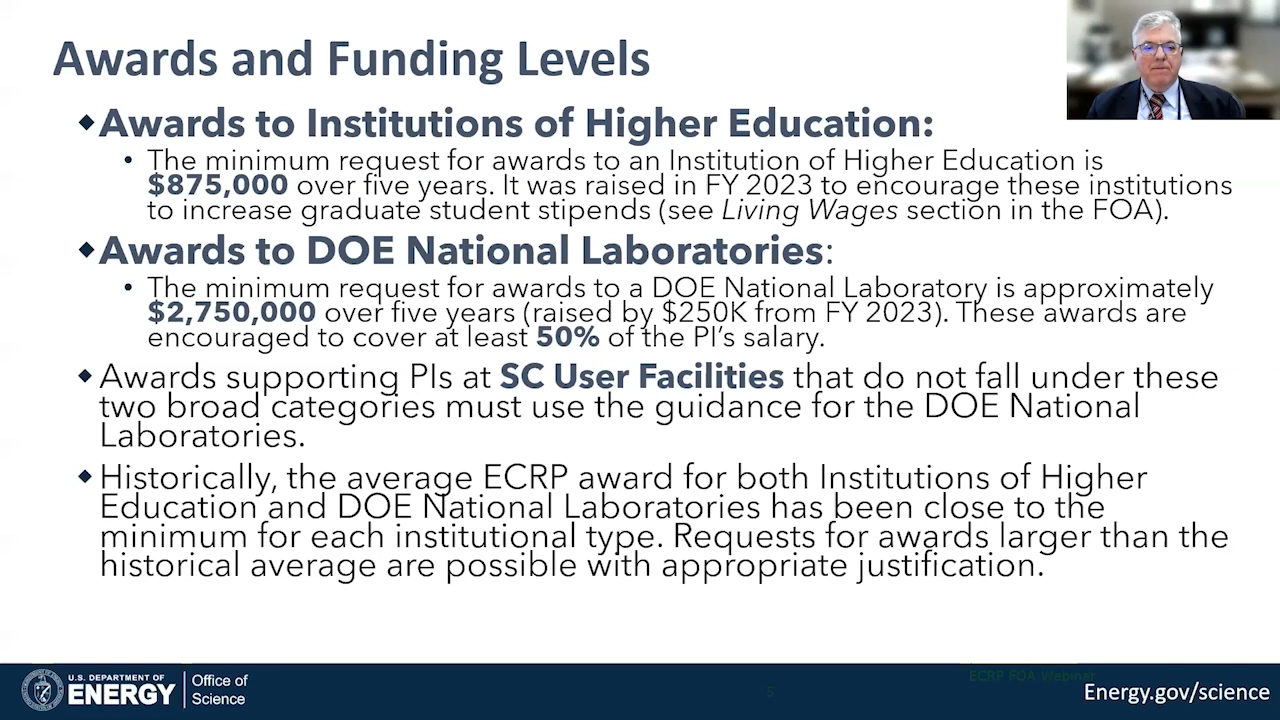 Awards and Funding Levels
◆Awards to Institutions of Higher Education:
• The minimum request for awards to an Institution of Higher Education is
$875,000 over five years. It was raised in FY 2023 to encourage these institutions
to increase graduate student stipends (see Living Wages section in the FOA).
◆Awards to DOE National Laboratories:
• The minimum request for awards to a DOE National Laboratory is approximately
$2,750,000 over five years (raised by $250K from FY 2023). These awards are
encouraged to cover at least 50% of the PI’s salary.
◆Awards supporting PIs at SC User Facilities that do not fall under these
two broad categories must use the guidance for the DOE National
Laboratories.
◆Historically, the average ECRP award for both Institutions of Higher
Education and DOE National Laboratories has been close to the
minimum for each institutional type. Requests for awards larger than the
historical average are possible with appropriate justification.
U.S. DEPARTMENT OF
ENERGY
Office of
Science
5
ECRP FOA Webinar
Energy.gov/science